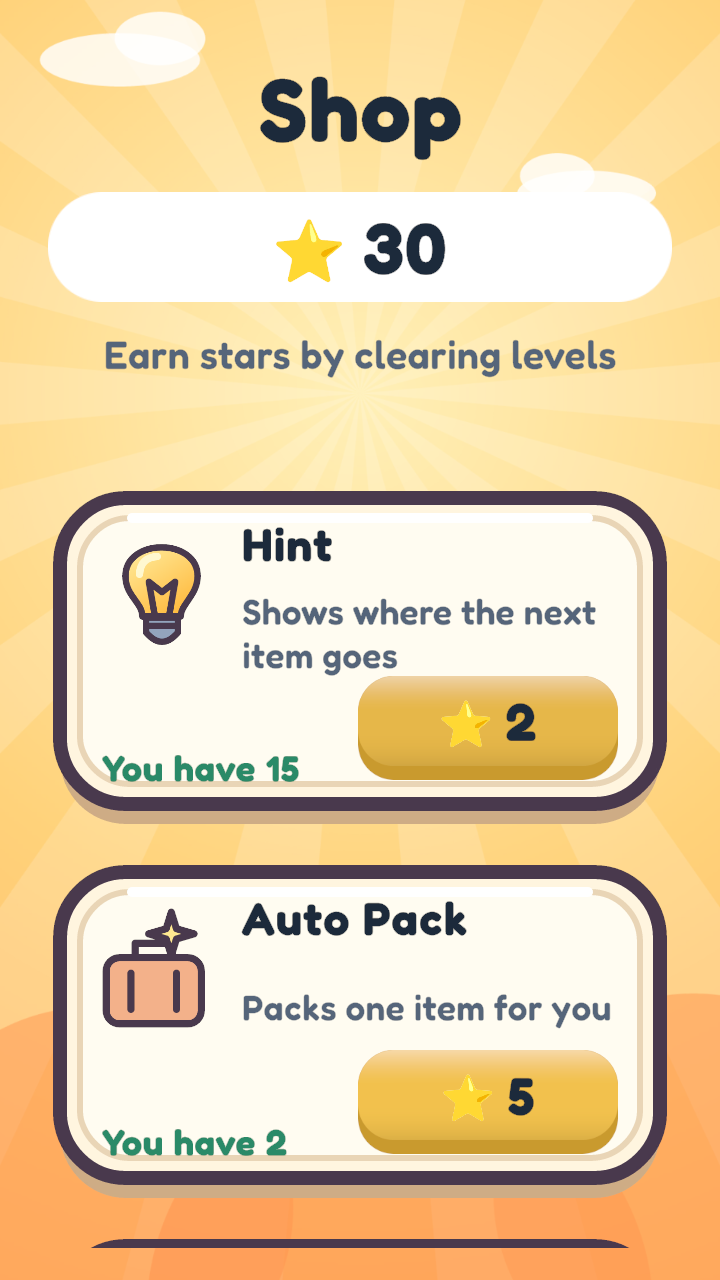 Shop
30
Earn stars by clearing levels
Hint
Shows where the next
item goes
2
You have 15
Auto Pack
Packs one item for you
5
You have 2